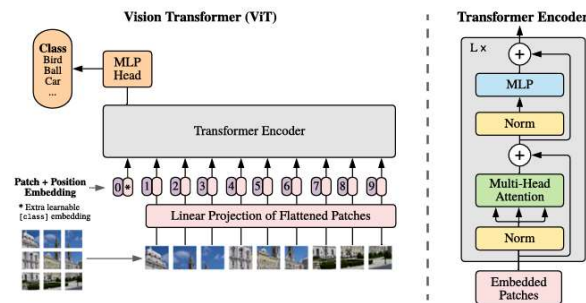 Vision Transformer (ViT)
Class
Bird
Ball
Car
...
MLP
Head
Transformer Encoder
Patch + Position
Embedding
0 * 1 2 3 4 5 6 7 8 9
* Extra learnable
[class] embedding
Linear Projection of Flattened Patches
Transformer Encoder
L x
+
MLP
Norm
+
Multi-Head
Attention
Norm
Embedded
Patches